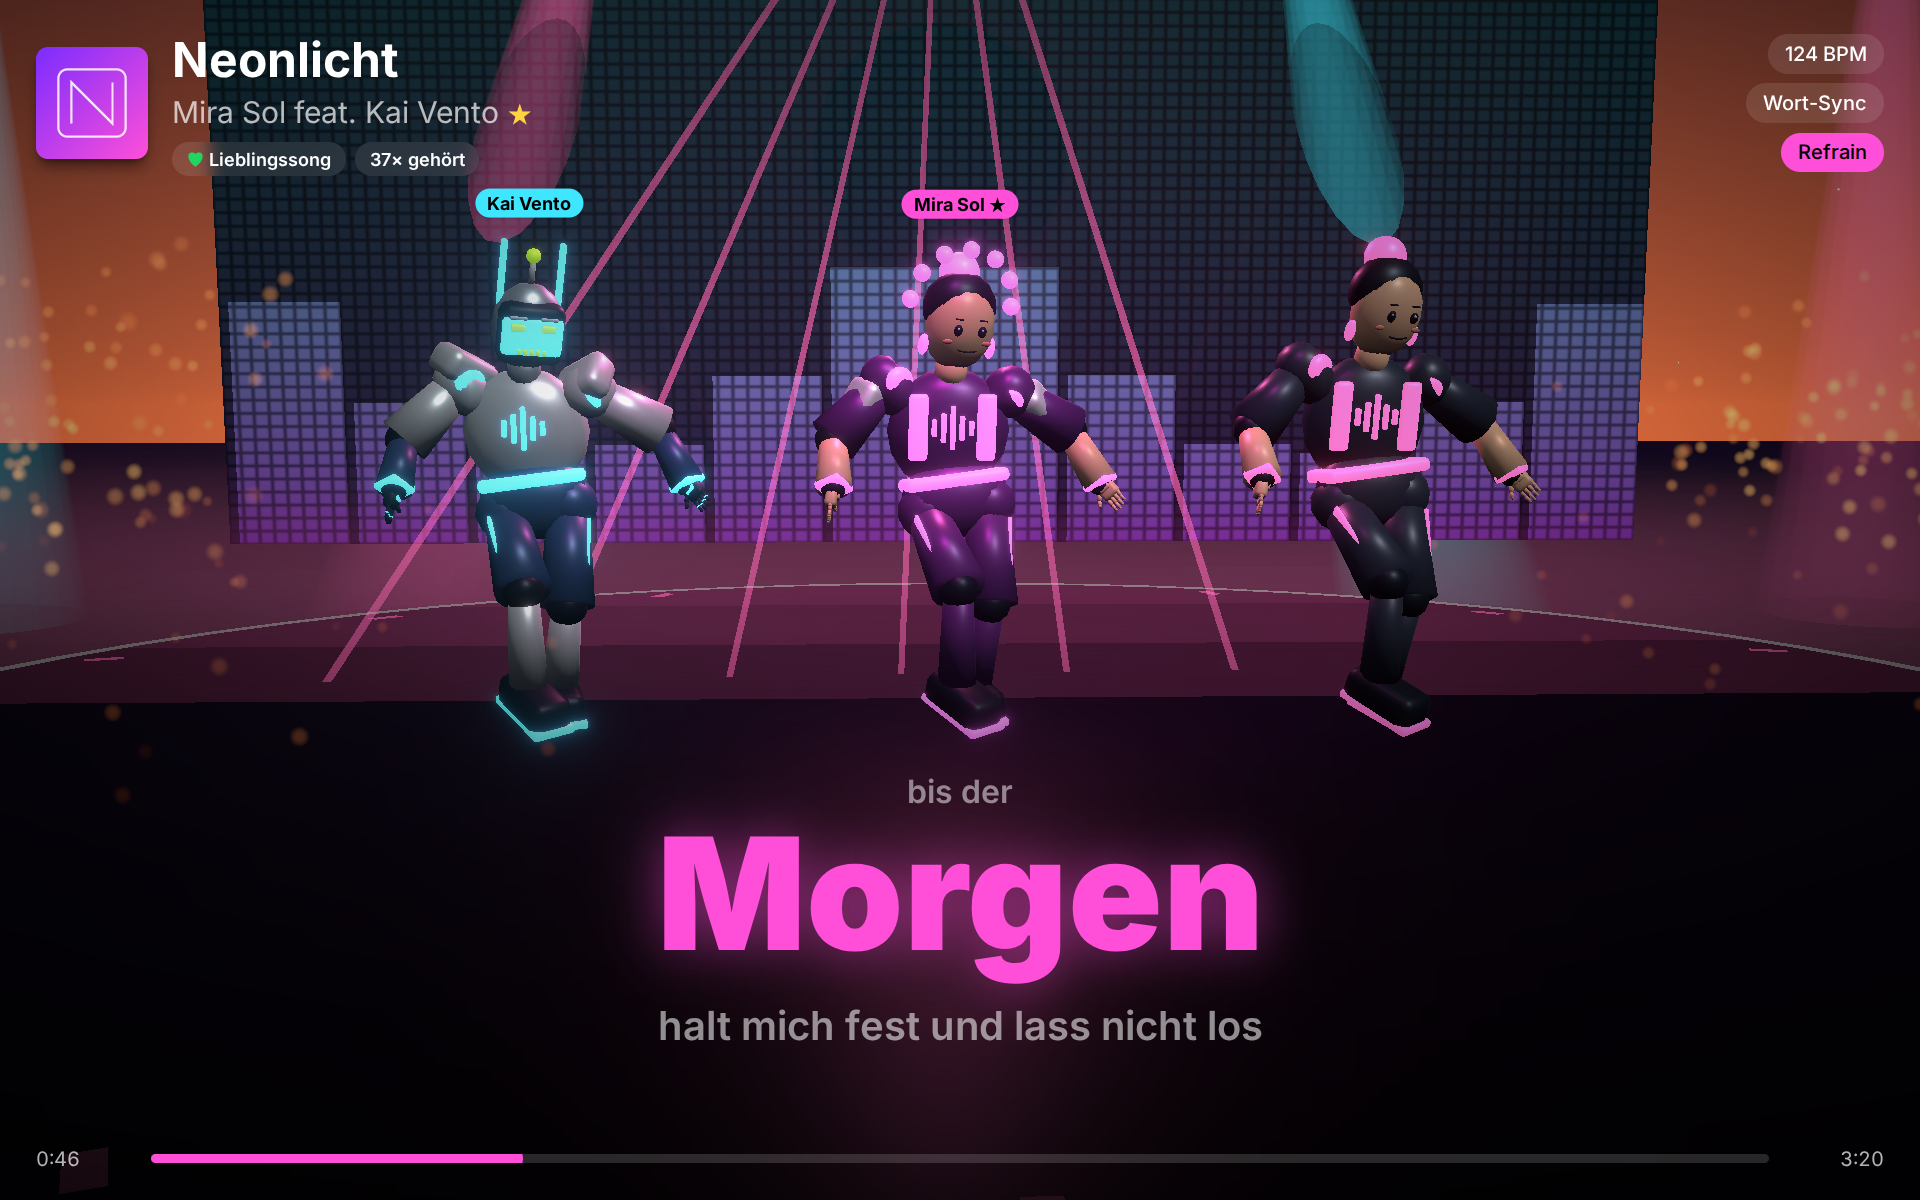 N
Neonlicht
Mira Sol feat. Kai Vento ★
Lieblingssong
37× gehört
124 BPM
Wort-Sync
Refrain
Kai Vento
Mira Sol ★
bis der
Morgen
halt mich fest und lass nicht los
0:46
3:20